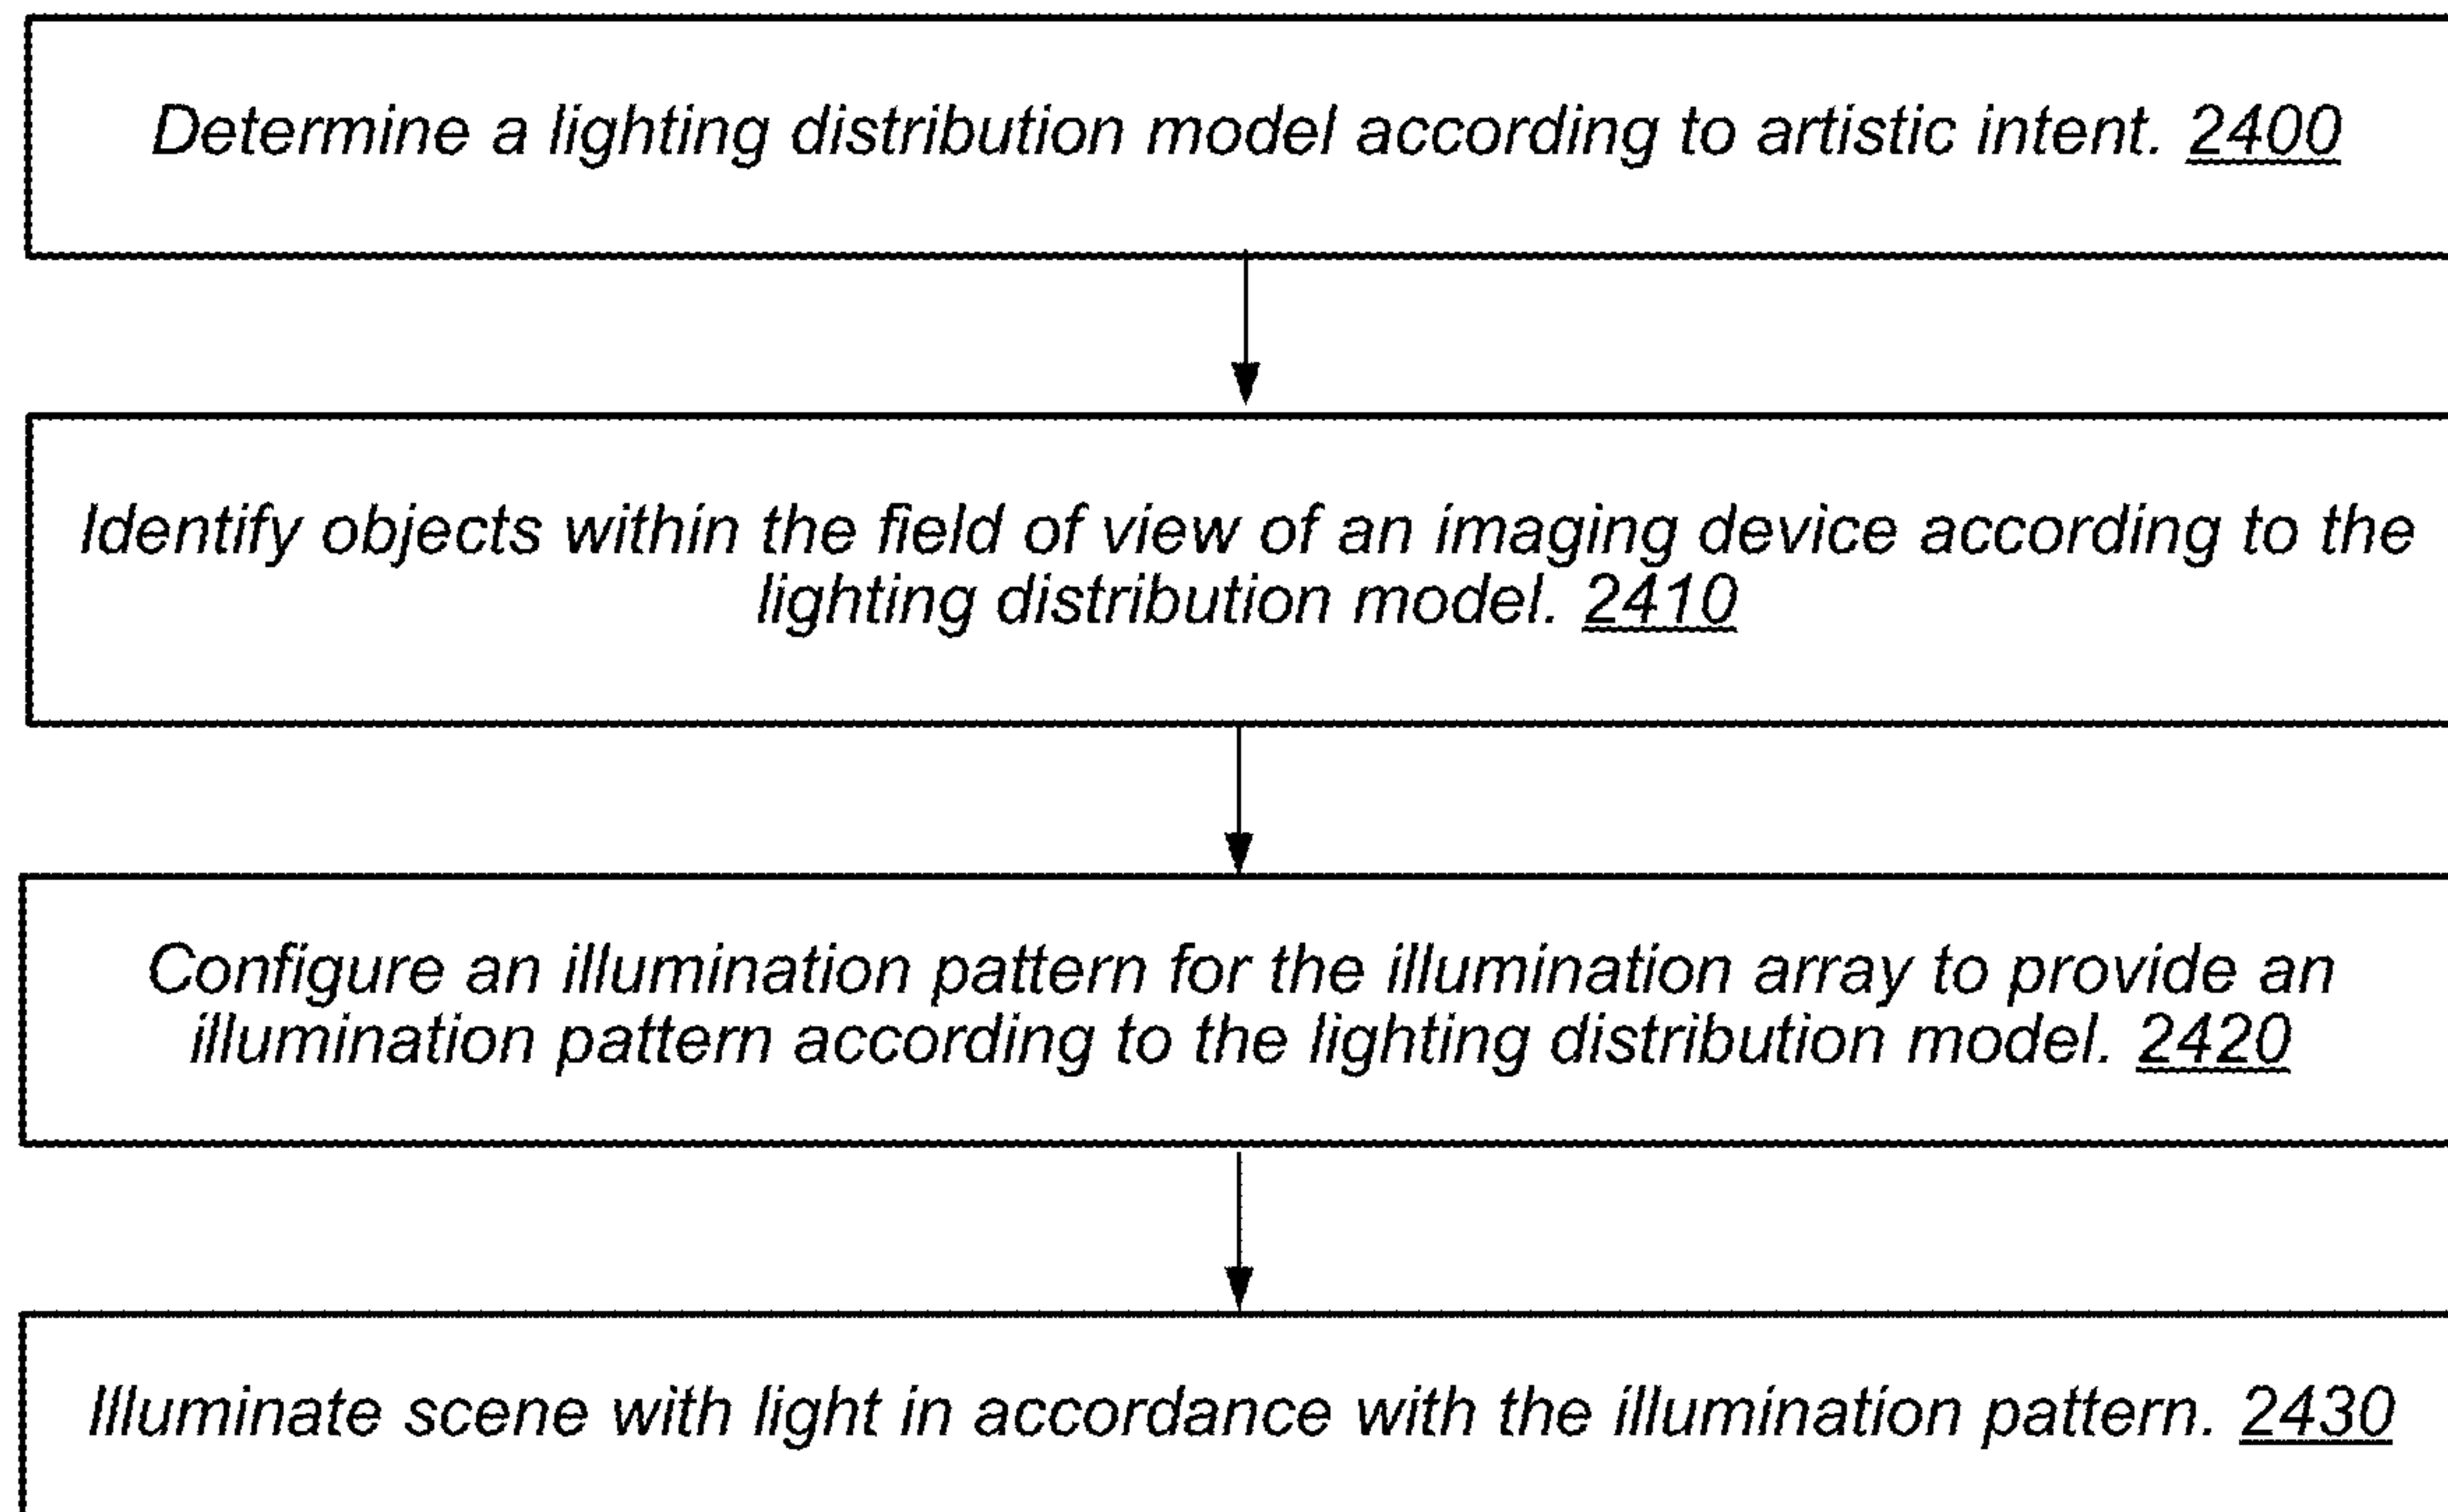 Determine a lighting distribution model according to artistic intent. 2400
Identify objects within the field of view of an imaging device according to the
lighting distribution model. 2410
Configure an illumination pattern for the illumination array to provide an
illumination pattern according to the lighting distribution model. 2420
Illuminate scene with light in accordance with the illumination pattern. 2430